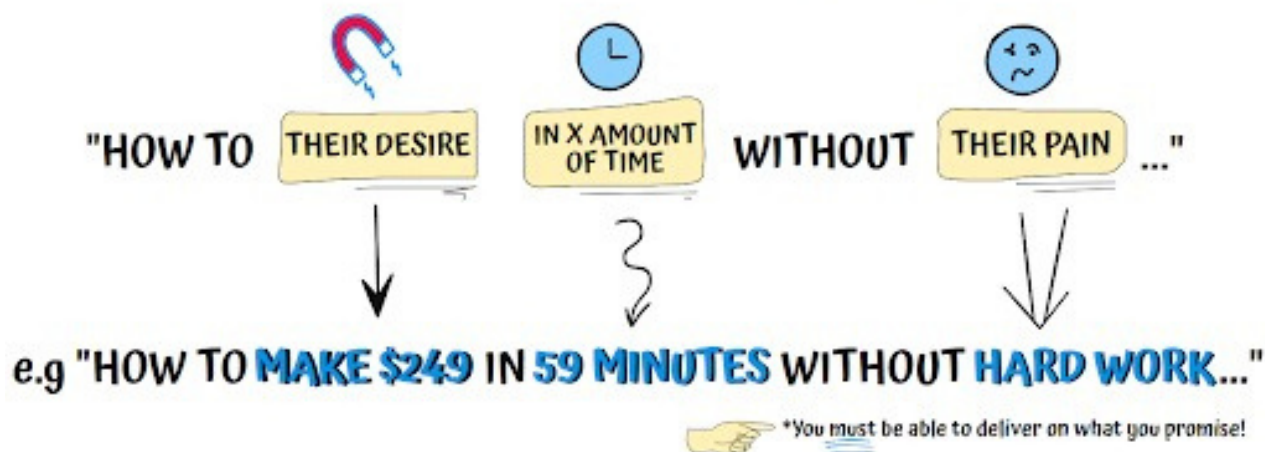 "HOW TO THEIR DESIRE IN X AMOUNT OF TIME WITHOUT THEIR PAIN ..."
e.g "HOW TO MAKE $249 IN 59 MINUTES WITHOUT HARD WORK..."
*You must be able to deliver on what you promise!